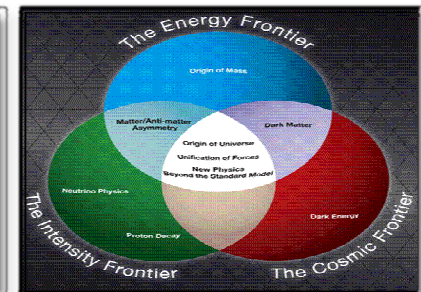 The Energy Frontier
Origin of Mass
Matter/Anti-matter
Asymmetry
Dark Matter
Origin of Universe
Unification of Forces
New Physics
Beyond the Standard Model
Neutrino Physics
Dark Energy
Proton Decay
The Intensity Frontier
The Cosmic Frontier